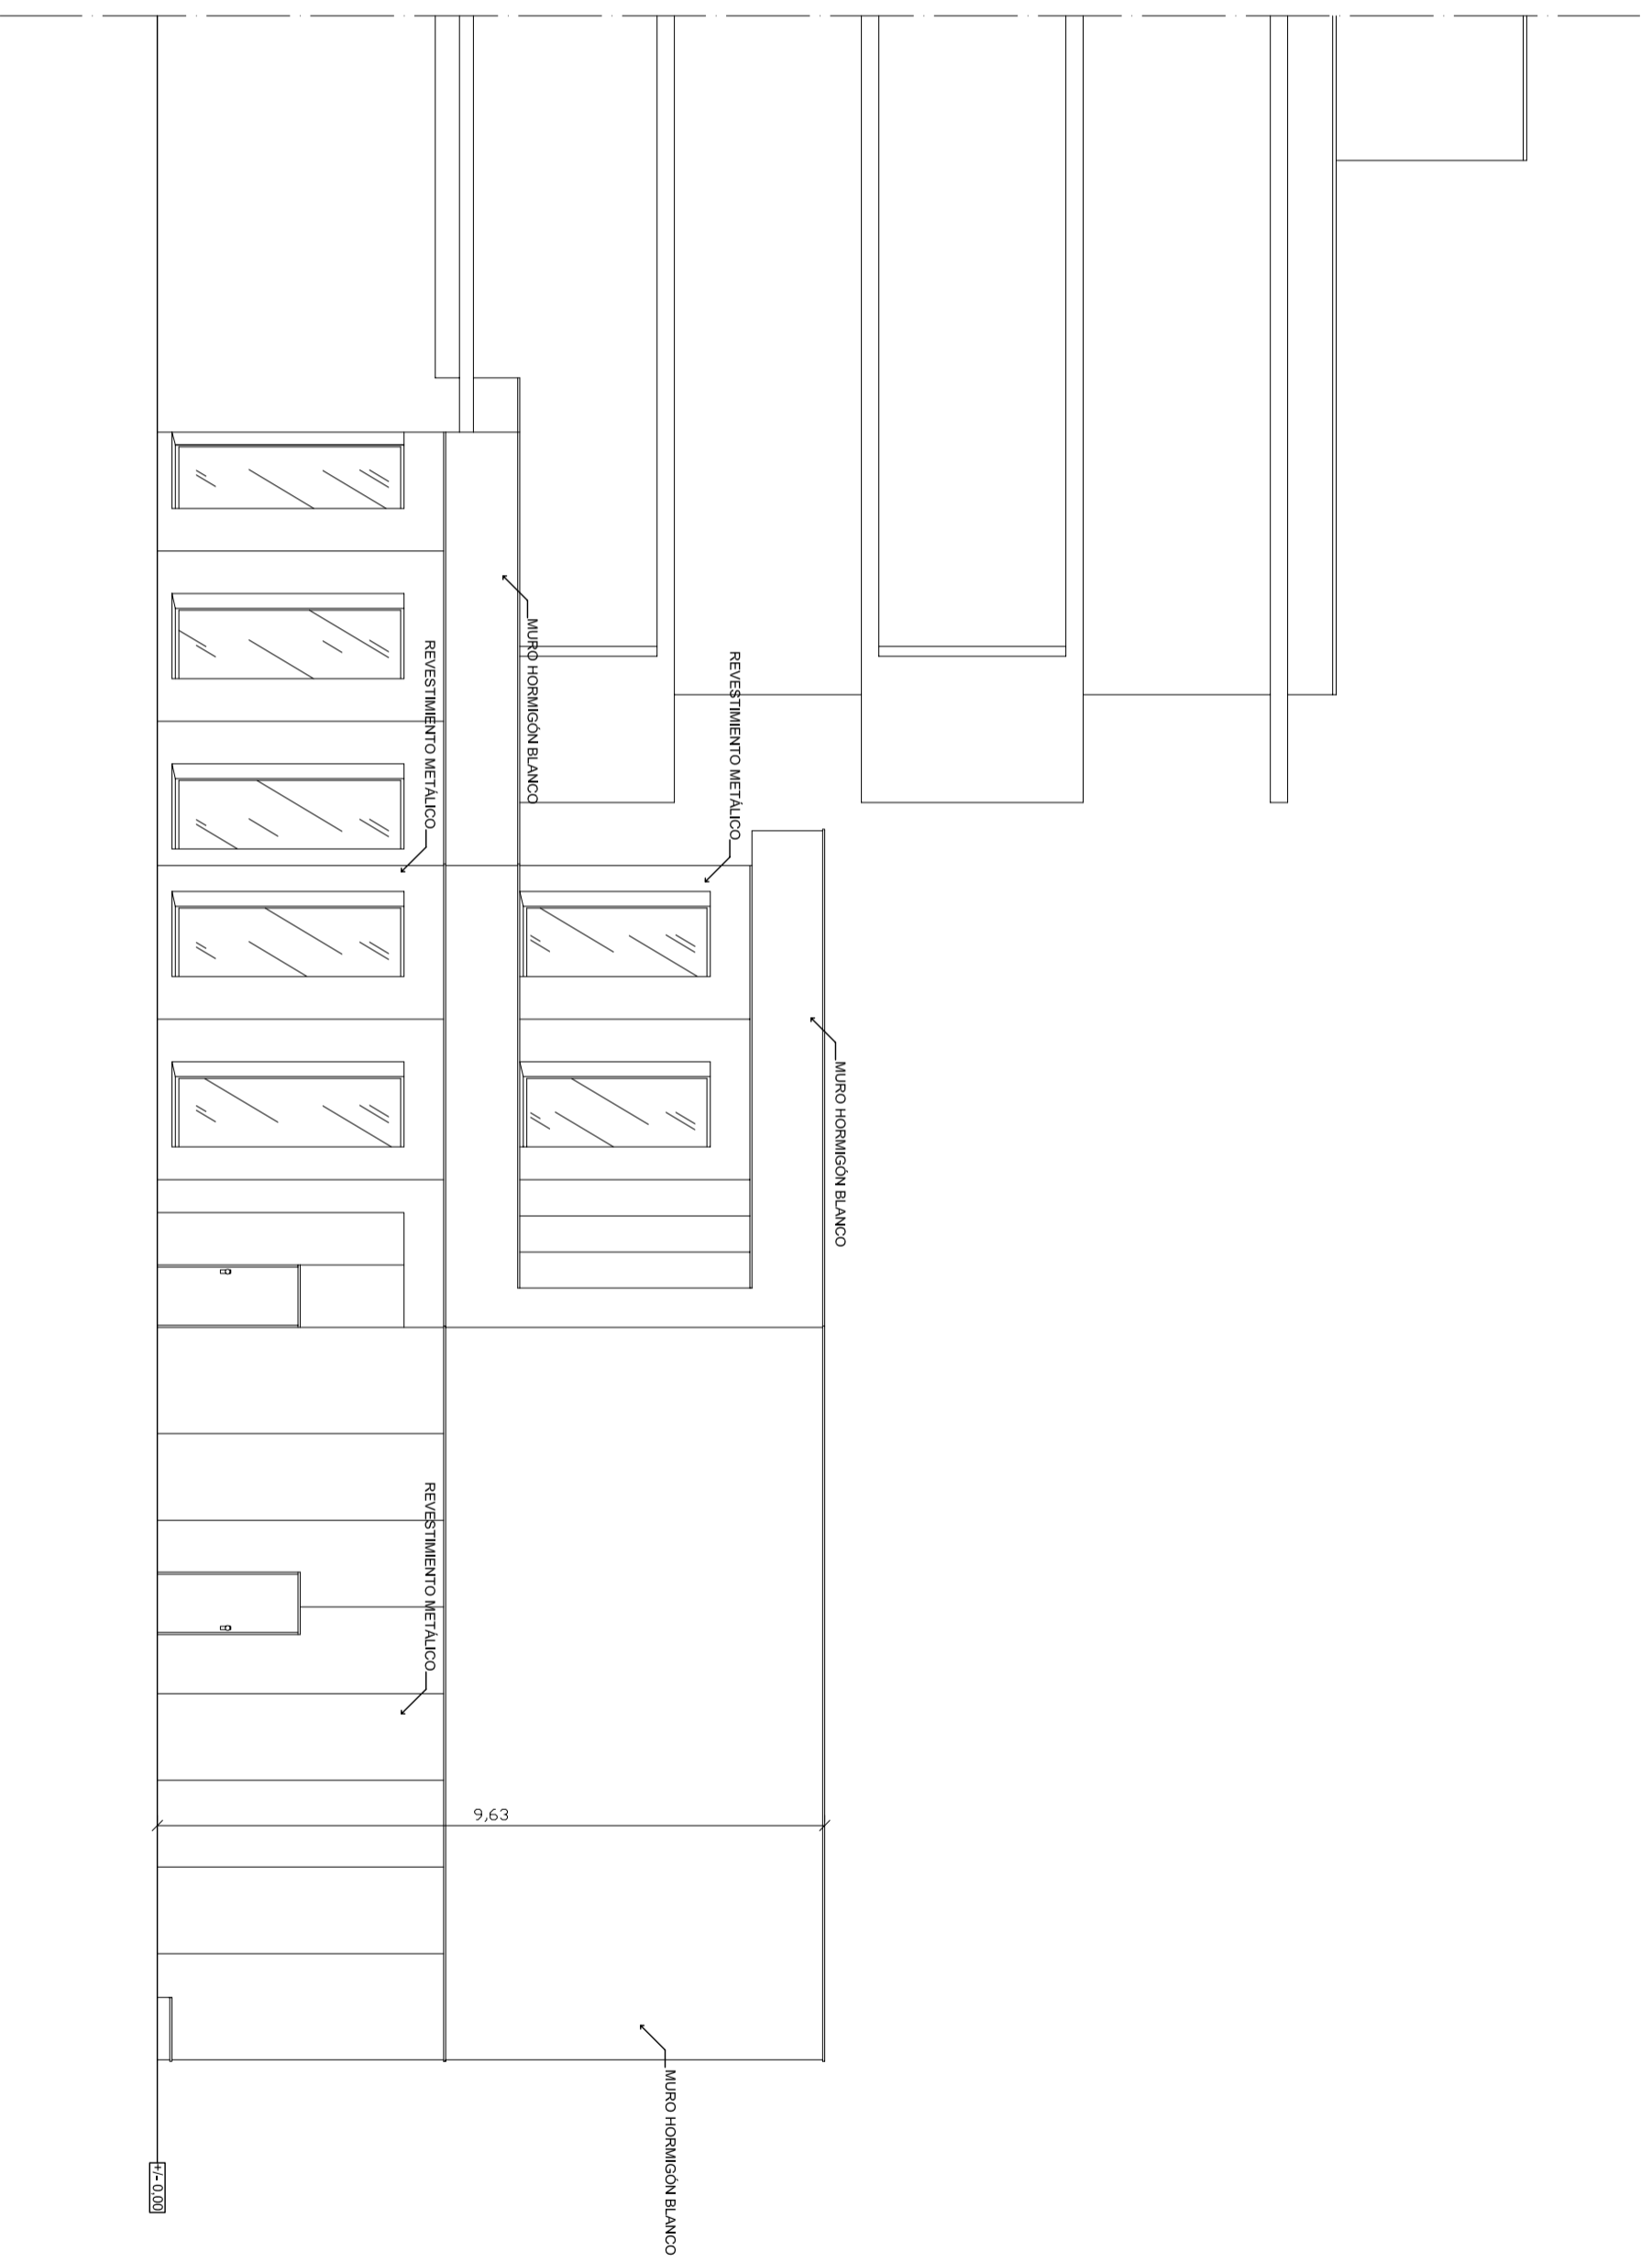 MURO HORMIGÓN BLANCO
REVESTIMIENTO METÁLICO
REVESTIMIENTO METÁLICO
MURO HORMIGÓN BLANCO
REVESTIMIENTO METÁLICO
9,63
MURO HORMIGÓN BLANCO
+/- 0,00